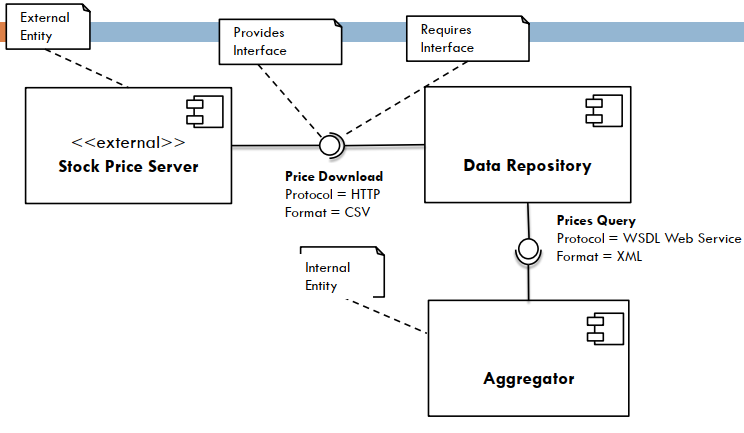 External
Entity
Provides
Interface
Requires
Interface
<<external>>
Stock Price Server
Data Repository
Price Download
Protocol = HTTP
Format = CSV
Prices Query
Protocol = WSDL Web Service
Format = XML
Internal
Entity
Aggregator